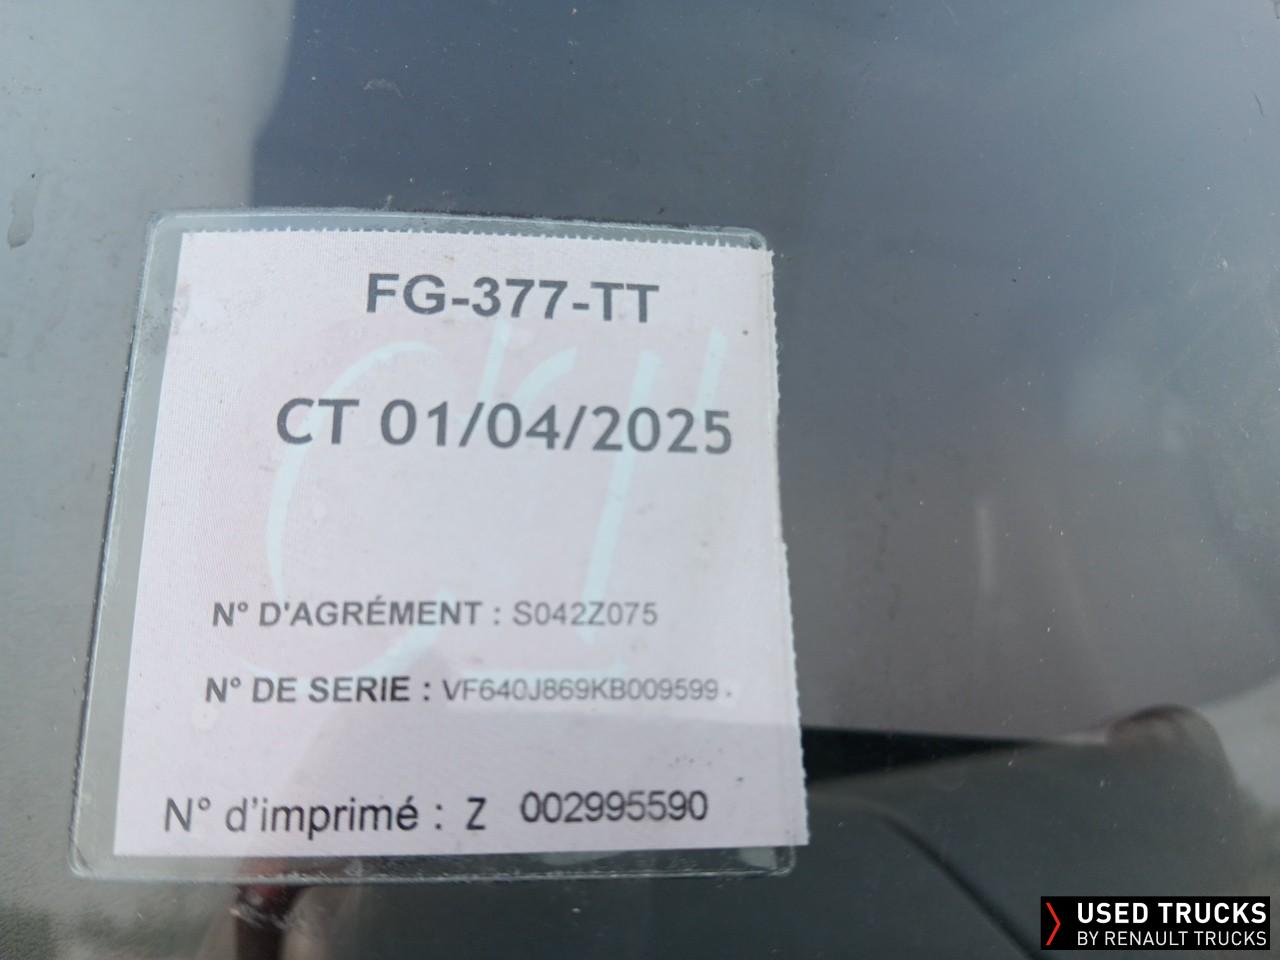 FG-377-TT
CT 01/04/2025
N° D'AGRÉMENT : S042Z075
N° DE SERIE : VF640J869KB009599
N° d'imprimé : Z 002995590
USED TRUCKS
BY RENAULT TRUCKS